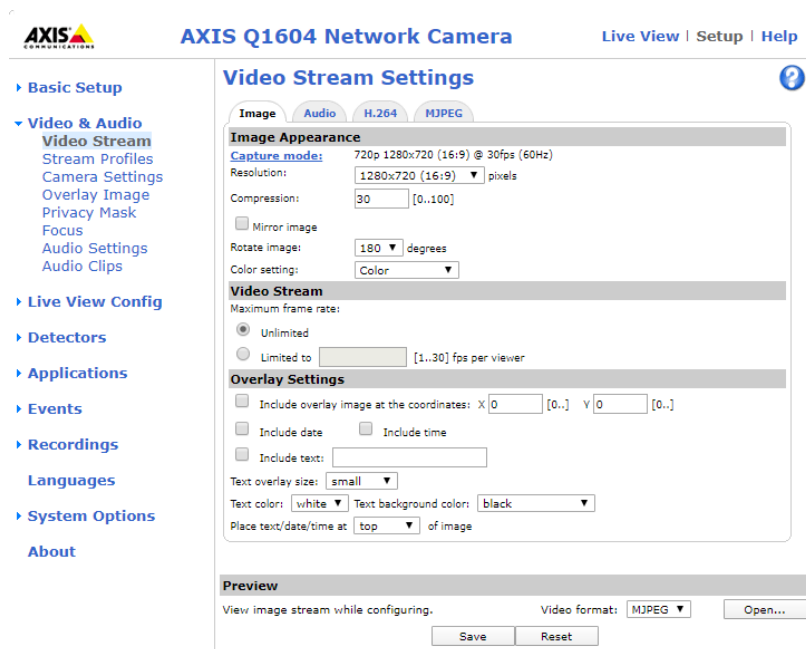 AXIS
COMMUNICATIONS
AXIS Q1604 Network Camera
Live View | Setup | Help
Basic Setup
Video & Audio
Video Stream
Stream Profiles
Camera Settings
Overlay Image
Privacy Mask
Focus
Audio Settings
Audio Clips
Live View Config
Detectors
Applications
Events
Recordings
Languages
System Options
About
Video Stream Settings
?
Image Audio H.264 MJPEG
Image Appearance
Capture mode: 720p 1280x720 (16:9) @ 30fps (60Hz)
Resolution: 1280x720 (16:9) pixels
Compression: 30 [0..100]
Mirror image
Rotate image: 180 degrees
Color setting: Color
Video Stream
Maximum frame rate:
Unlimited
Limited to [1..30] fps per viewer
Overlay Settings
Include overlay image at the coordinates: X 0 [0..] Y 0 [0..]
Include date Include time
Include text:
Text overlay size: small
Text color: white Text background color: black
Place text/date/time at top of image
Preview
View image stream while configuring. Video format: MJPEG Open...
Save Reset